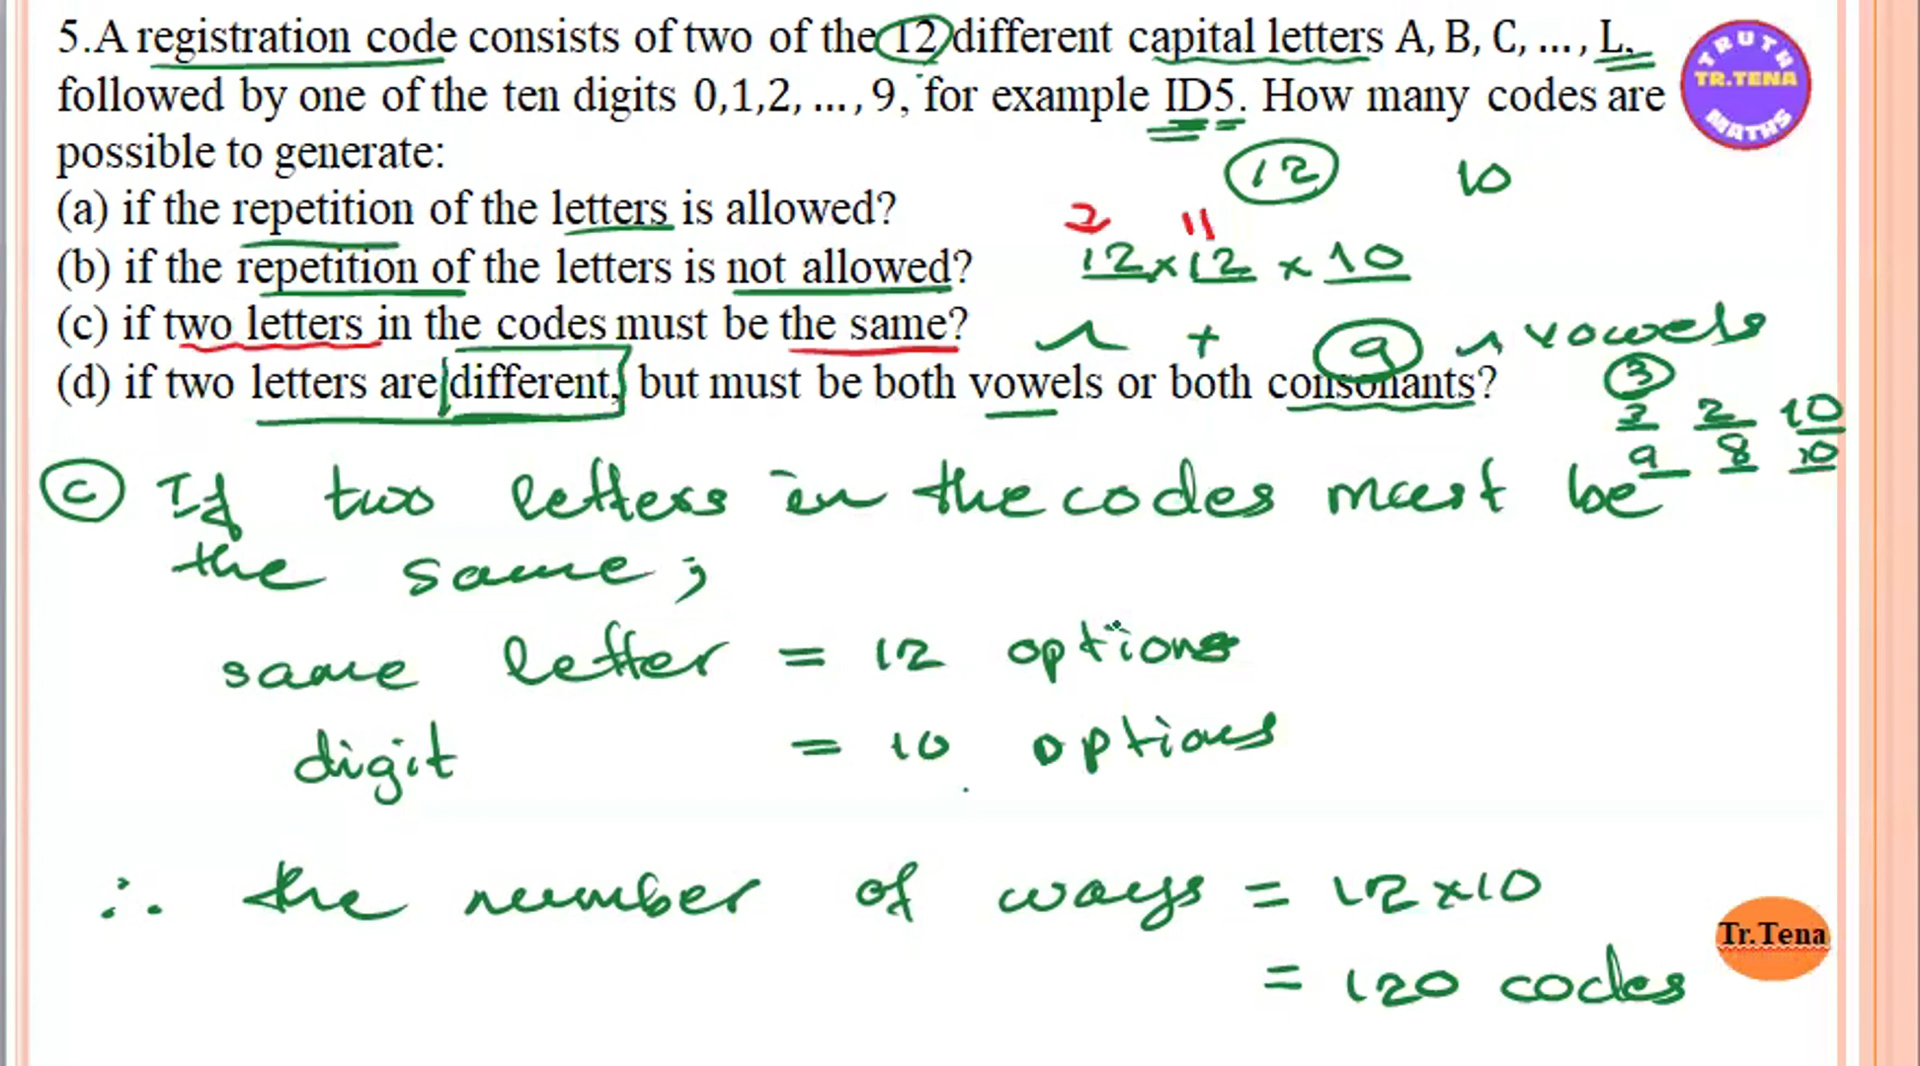 5.A registration code consists of two of the 12 different capital letters A, B, C, ... , L,
followed by one of the ten digits 0,1,2, ... , 9, for example ID5. How many codes are
possible to generate:
(a) if the repetition of the letters is allowed?
(b) if the repetition of the letters is not allowed?
(c) if two letters in the codes must be the same?
(d) if two letters are different, but must be both vowels or both consonants?
TRUTH
TR.TENA
MATHS
12 10
11
12 × 12 × 10
+ 9 vowels
3
3 2 10
9 8 10
(c) If two letters in the codes must be
the same;
same letter = 12 options
digit = 10 options
∴ the number of ways = 12 × 10
= 120 codes
Tr.Tena